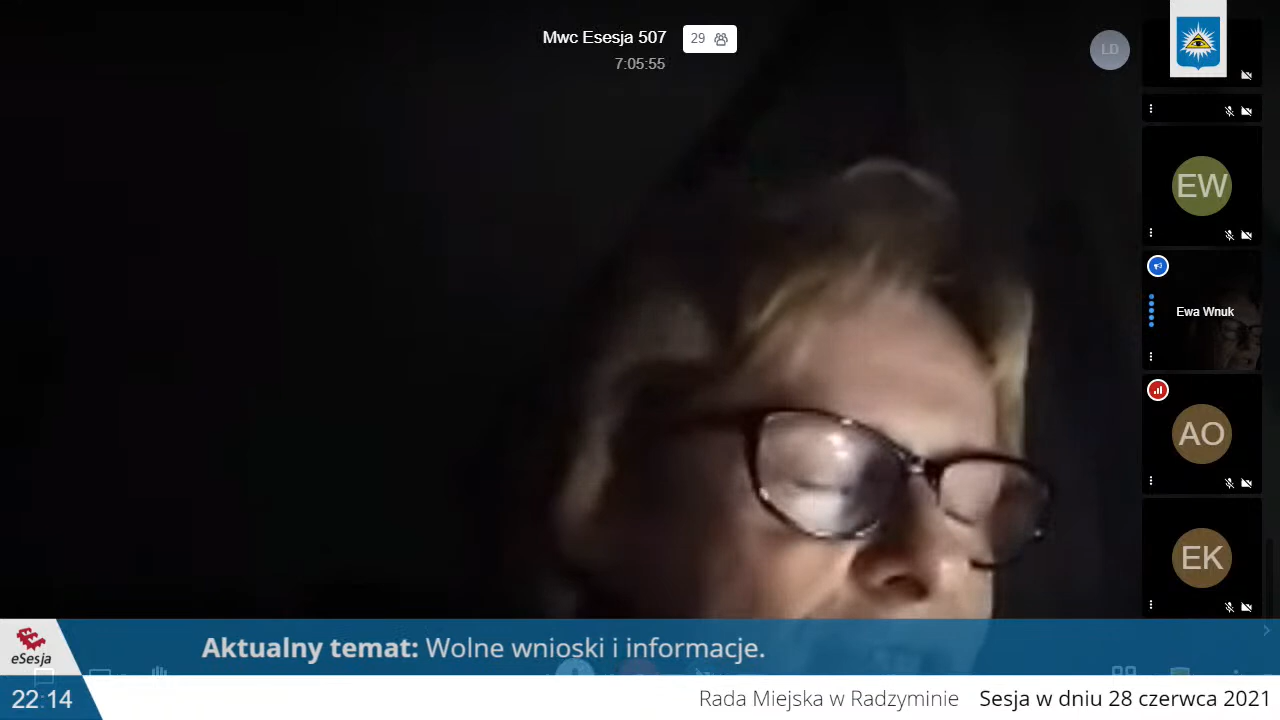 Mwc Esesja 507
29
7:05:55
LD
EW
Ewa Wnuk
AO
EK
Aktualny temat: Wolne wnioski i informacje.
eSesja
22:14
Rada Miejska w Radzyminie
Sesja w dniu 28 czerwca 2021